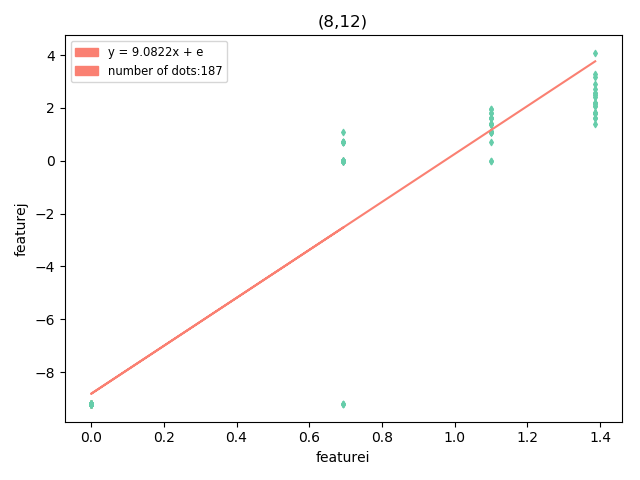 (8,12)
y = 9.0822x + e
number of dots:187
4
2
0
−2
−4
−6
−8
featurej
0.0 0.2 0.4 0.6 0.8 1.0 1.2 1.4
featurei